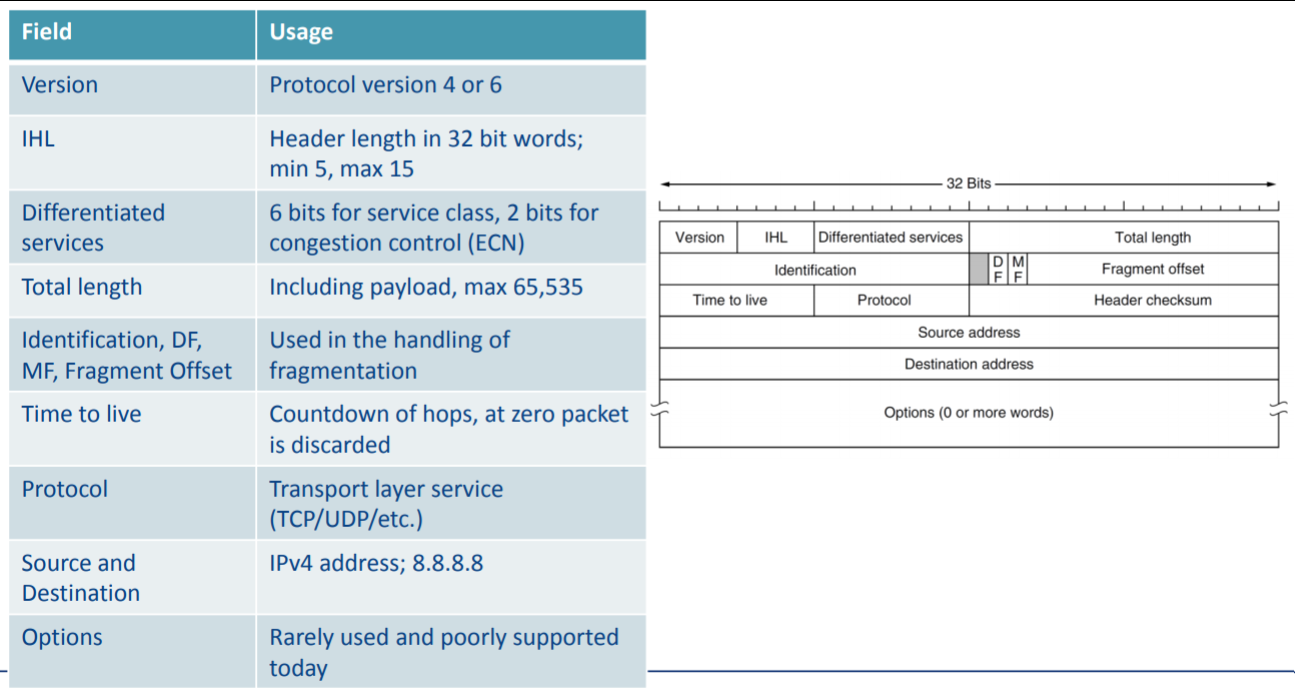 Field Usage
Version Protocol version 4 or 6
IHL Header length in 32 bit words;
min 5, max 15
Differentiated 6 bits for service class, 2 bits for
services congestion control (ECN)
Total length Including payload, max 65,535
Identification, DF, Used in the handling of
MF, Fragment Offset fragmentation
Time to live Countdown of hops, at zero packet
is discarded
Protocol Transport layer service
(TCP/UDP/etc.)
Source and IPv4 address; 8.8.8.8
Destination
Options Rarely used and poorly supported
today
32 Bits
Version IHL Differentiated services Total length
Identification D F M F Fragment offset
Time to live Protocol Header checksum
Source address
Destination address
Options (0 or more words)